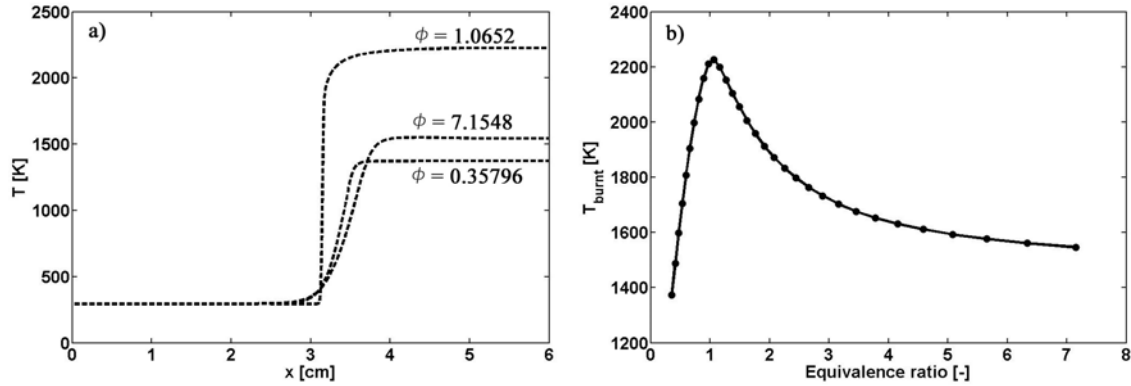 a)
2500
2000
1500
1000
500
0
T [K]
ϕ = 1.0652
ϕ = 7.1548
ϕ = 0.35796
0 1 2 3 4 5 6
x [cm]
b)
2400
2200
2000
1800
1600
1400
1200
T_burnt [K]
0 1 2 3 4 5 6 7 8
Equivalence ratio [-]